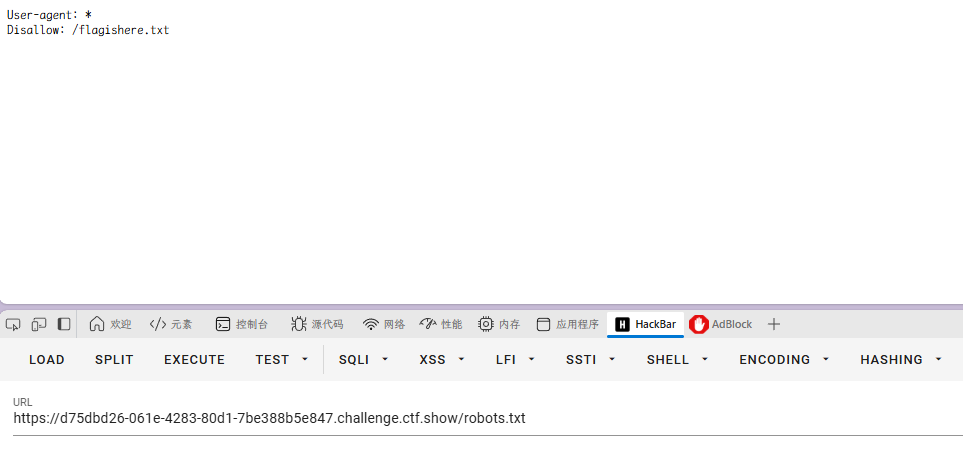 User-agent: *
Disallow: /flagishere.txt
欢迎 元素 控制台 源代码 网络 性能 内存 应用程序 HackBar AdBlock
LOAD SPLIT EXECUTE TEST SQLI XSS LFI SSTI SHELL ENCODING HASHING
URL
https://d75dbd26-061e-4283-80d1-7be388b5e847.challenge.ctf.show/robots.txt